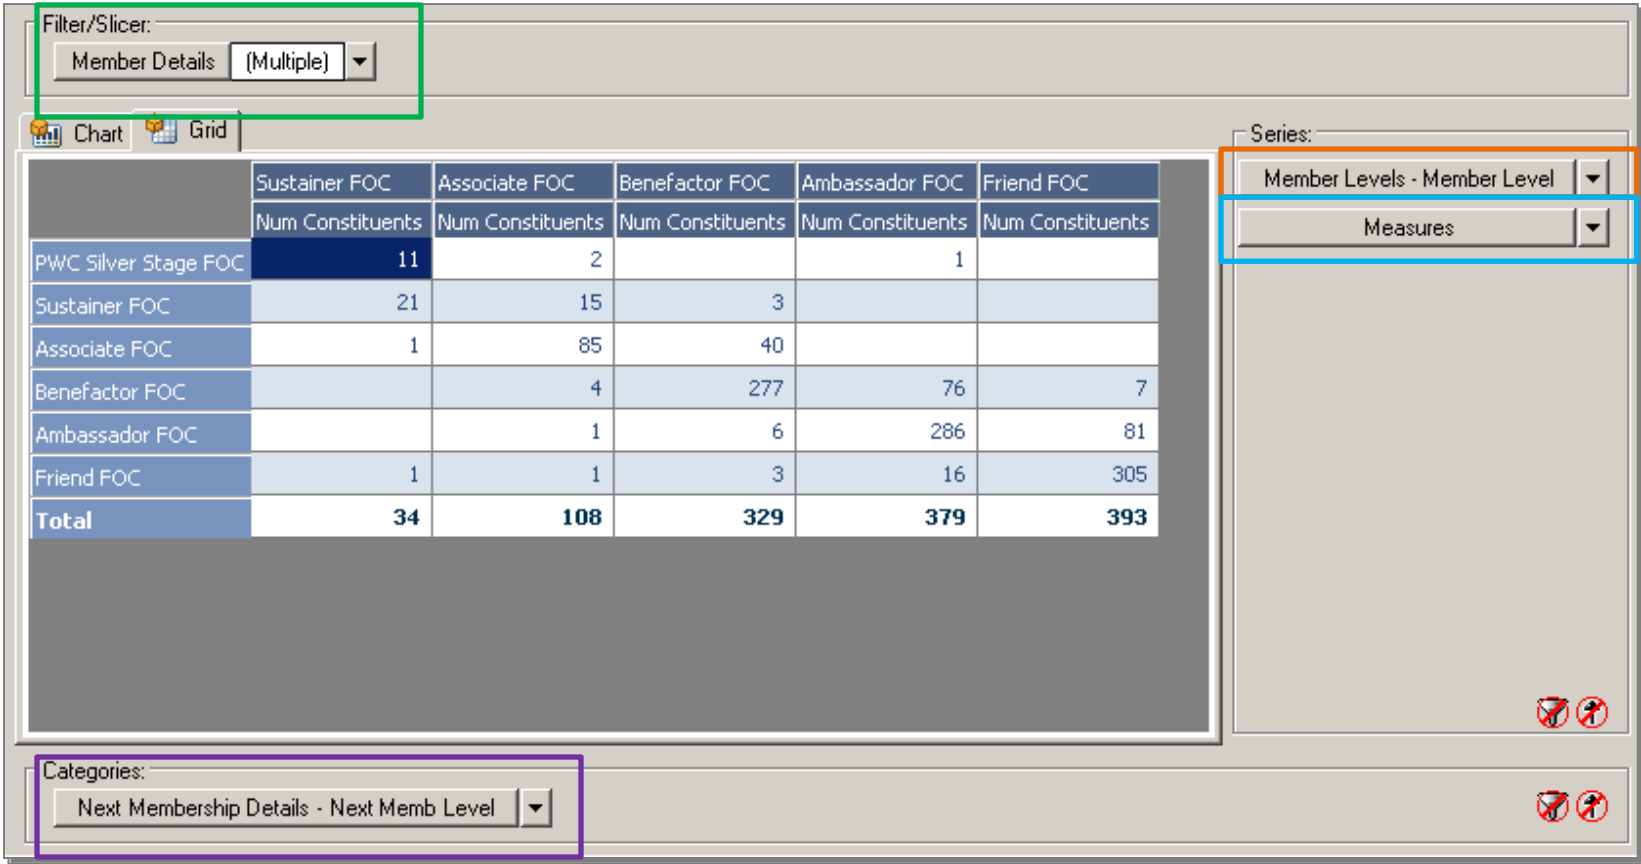 Filter/Slicer:
Member Details (Multiple)
Chart Grid
Series:
Member Levels - Member Level
Measures
Sustainer FOC Associate FOC Benefactor FOC Ambassador FOC Friend FOC
Num Constituents Num Constituents Num Constituents Num Constituents Num Constituents
PWC Silver Stage FOC 11 2 1
Sustainer FOC 21 15 3
Associate FOC 1 85 40
Benefactor FOC 4 277 76 7
Ambassador FOC 1 6 286 81
Friend FOC 1 1 3 16 305
Total 34 108 329 379 393
Categories:
Next Membership Details - Next Memb Level